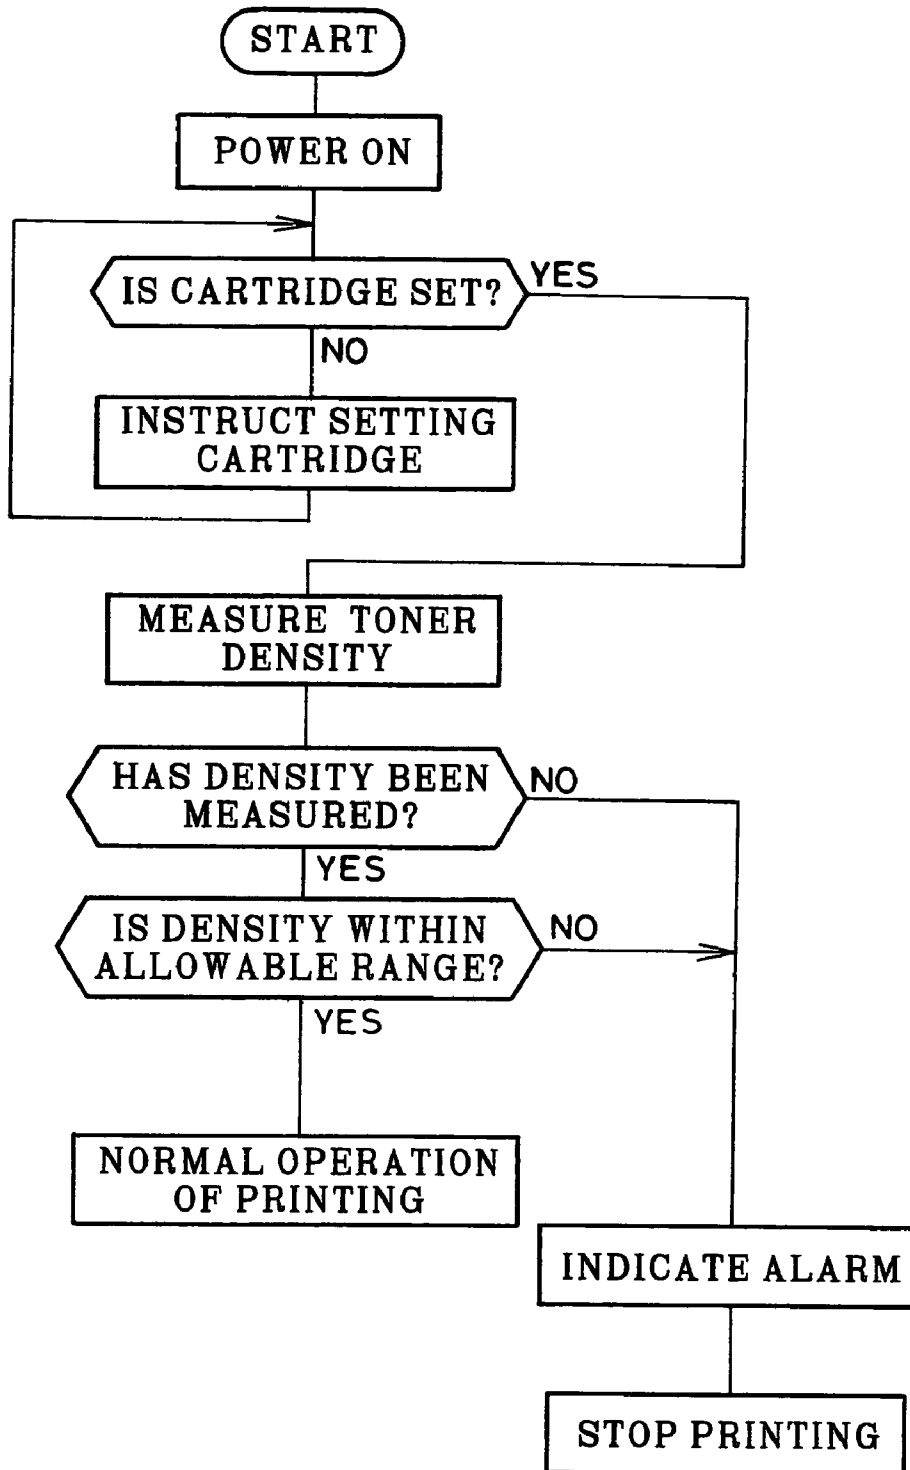 START
POWER ON
IS CARTRIDGE SET?
YES
NO
INSTRUCT SETTING
CARTRIDGE
MEASURE TONER
DENSITY
HAS DENSITY BEEN
MEASURED?
NO
YES
IS DENSITY WITHIN
ALLOWABLE RANGE?
NO
YES
NORMAL OPERATION
OF PRINTING
INDICATE ALARM
STOP PRINTING